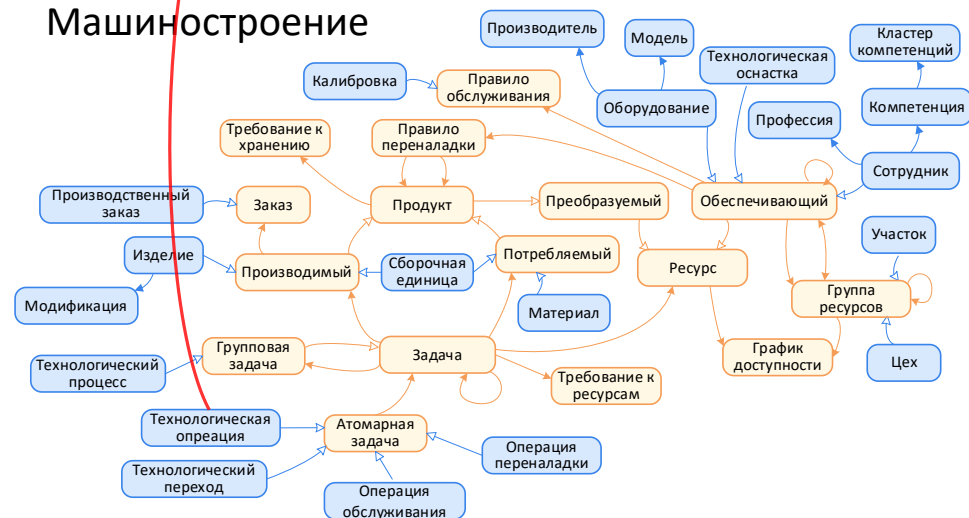 Машиностроение
Производитель
Модель
Кластер
компетенций
Технологическая
оснастка
Калибровка
Правило
обслуживания
Оборудование
Компетенция
Профессия
Требование к
хранению
Правило
переналадки
Сотрудник
Производственный
заказ
Заказ
Продукт
Преобразуемый
Обеспечивающий
Участок
Изделие
Производимый
Сборочная
единица
Потребляемый
Ресурс
Модификация
Материал
Группа
ресурсов
Технологический
процесс
Групповая
задача
Задача
График
доступности
Цех
Требование к
ресурсам
Технологическая
опреация
Атомарная
задача
Операция
переналадки
Технологический
переход
Операция
обслуживания